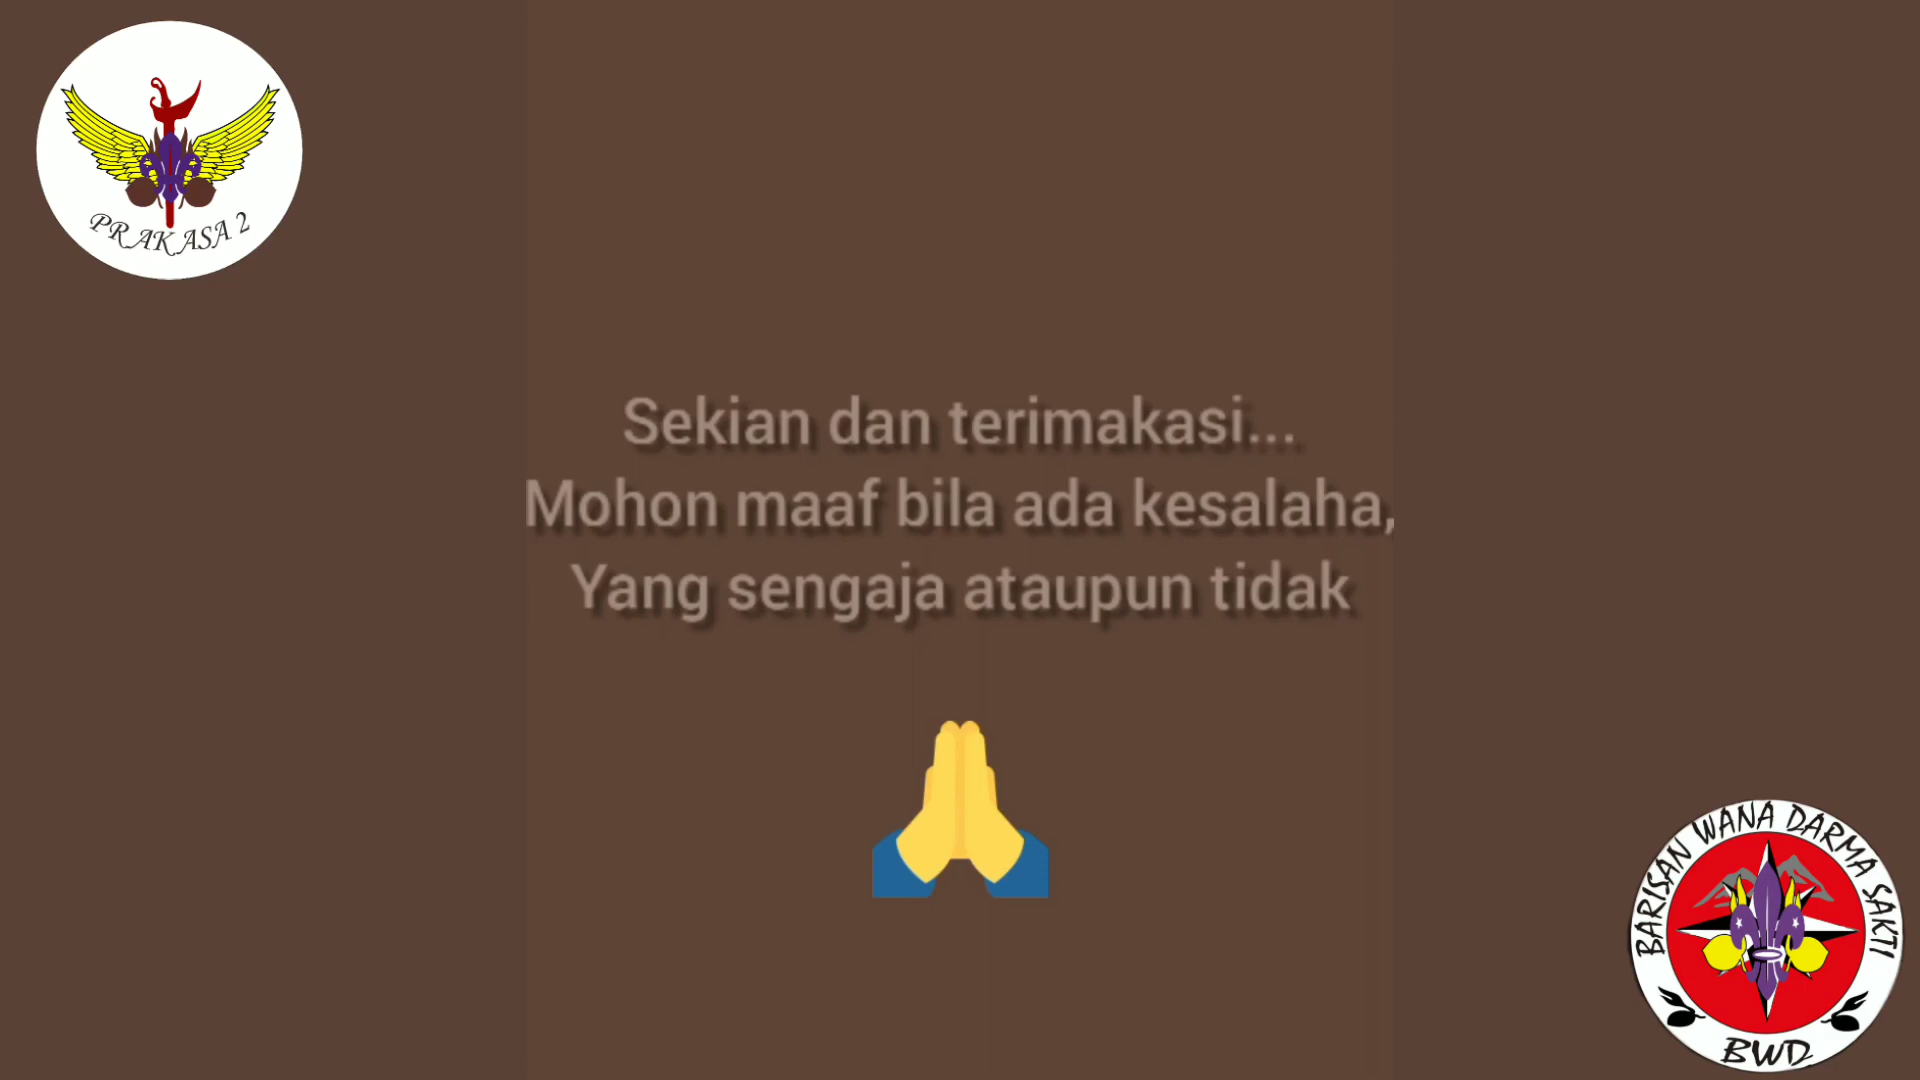 PRAKASA 2
Sekian dan terimakasi...
Mohon maaf bila ada kesalaha,
Yang sengaja ataupun tidak
BARISAN WANA DARMA SAKTI
BWD